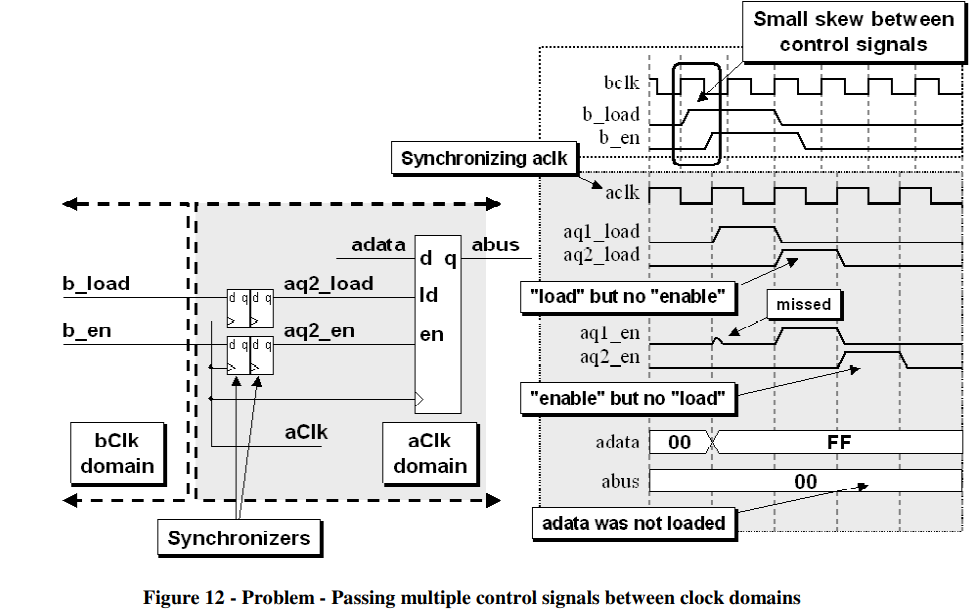 Small skew between
control signals
bclk
b_load
b_en
Synchronizing aclk
aclk
aq1_load
aq2_load
"load" but no "enable"
missed
aq1_en
aq2_en
"enable" but no "load"
adata 00 FF
abus 00
adata was not loaded
adata abus
d q
b_load d q d q aq2_load ld
b_en d q d q aq2_en en
aClk
bClk
domain
aClk
domain
Synchronizers
Figure 12 - Problem - Passing multiple control signals between clock domains